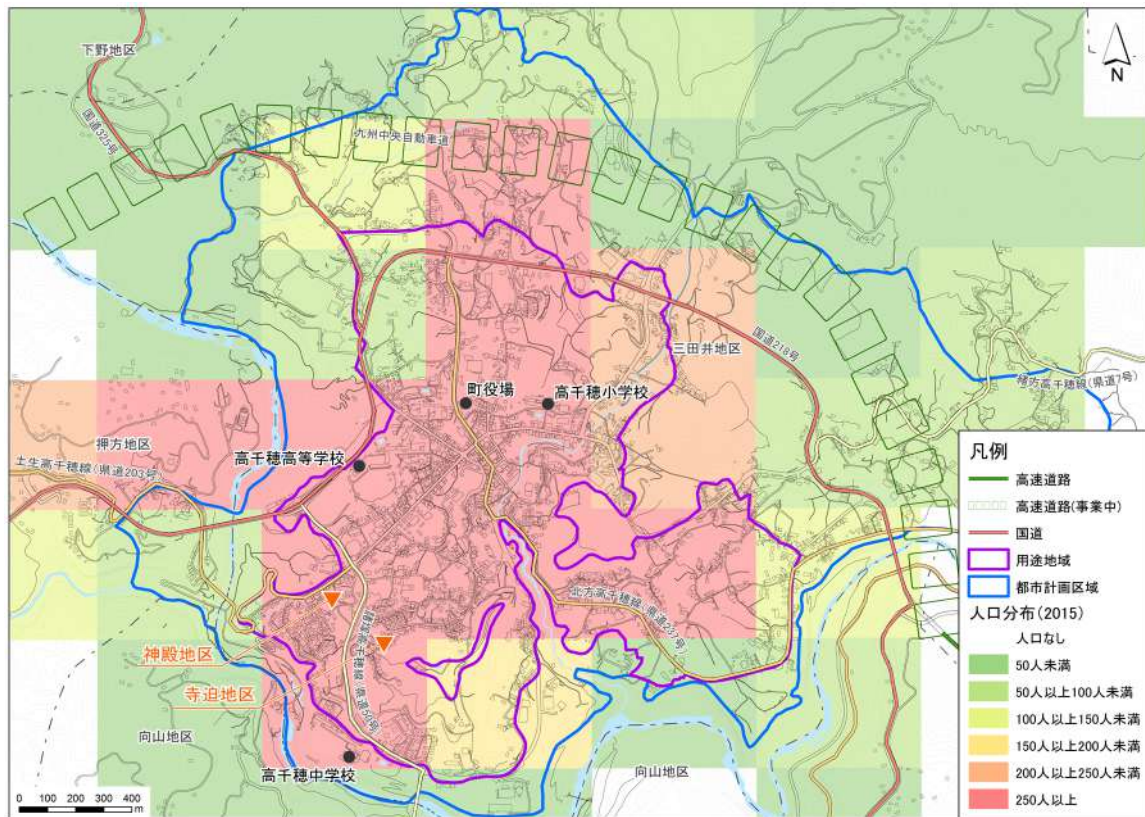 下野地区
国道325号
九州中央自動車道
N
国道218号
三田井地区
緒方高千穂線(県道7号)
町役場
高千穂小学校
押方地区
土生高千穂線(県道203号)
高千穂高等学校
北方高千穂線(県道237号)
神殿地区
寺迫地区
向山地区
高千穂中学校
向山地区
0 100 200 300 400
m
凡例
高速道路
高速道路(事業中)
国道
用途地域
都市計画区域
人口分布(2015)
人口なし
50人未満
50人以上100人未満
100人以上150人未満
150人以上200人未満
200人以上250人未満
250人以上